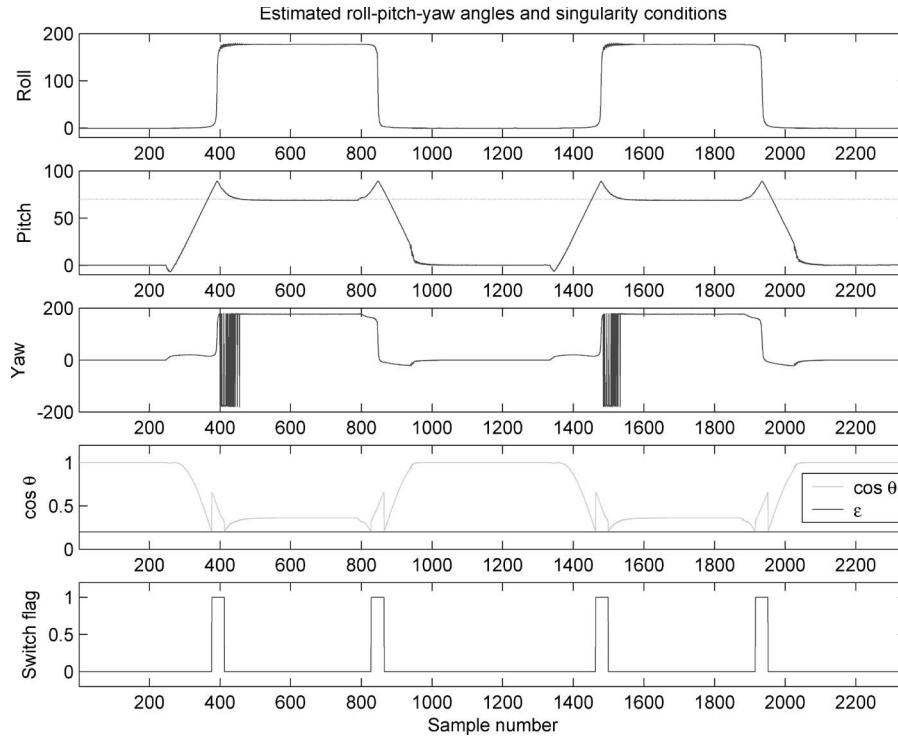 Estimated roll-pitch-yaw angles and singularity conditions
Roll
200
100
0
200 400 600 800 1000 1200 1400 1600 1800 2000 2200
Pitch
100
50
0
200 400 600 800 1000 1200 1400 1600 1800 2000 2200
Yaw
200
0
-200
200 400 600 800 1000 1200 1400 1600 1800 2000 2200
cos θ
1
0.5
0
cos θ
ε
200 400 600 800 1000 1200 1400 1600 1800 2000 2200
Switch flag
1
0.5
0
200 400 600 800 1000 1200 1400 1600 1800 2000 2200
Sample number